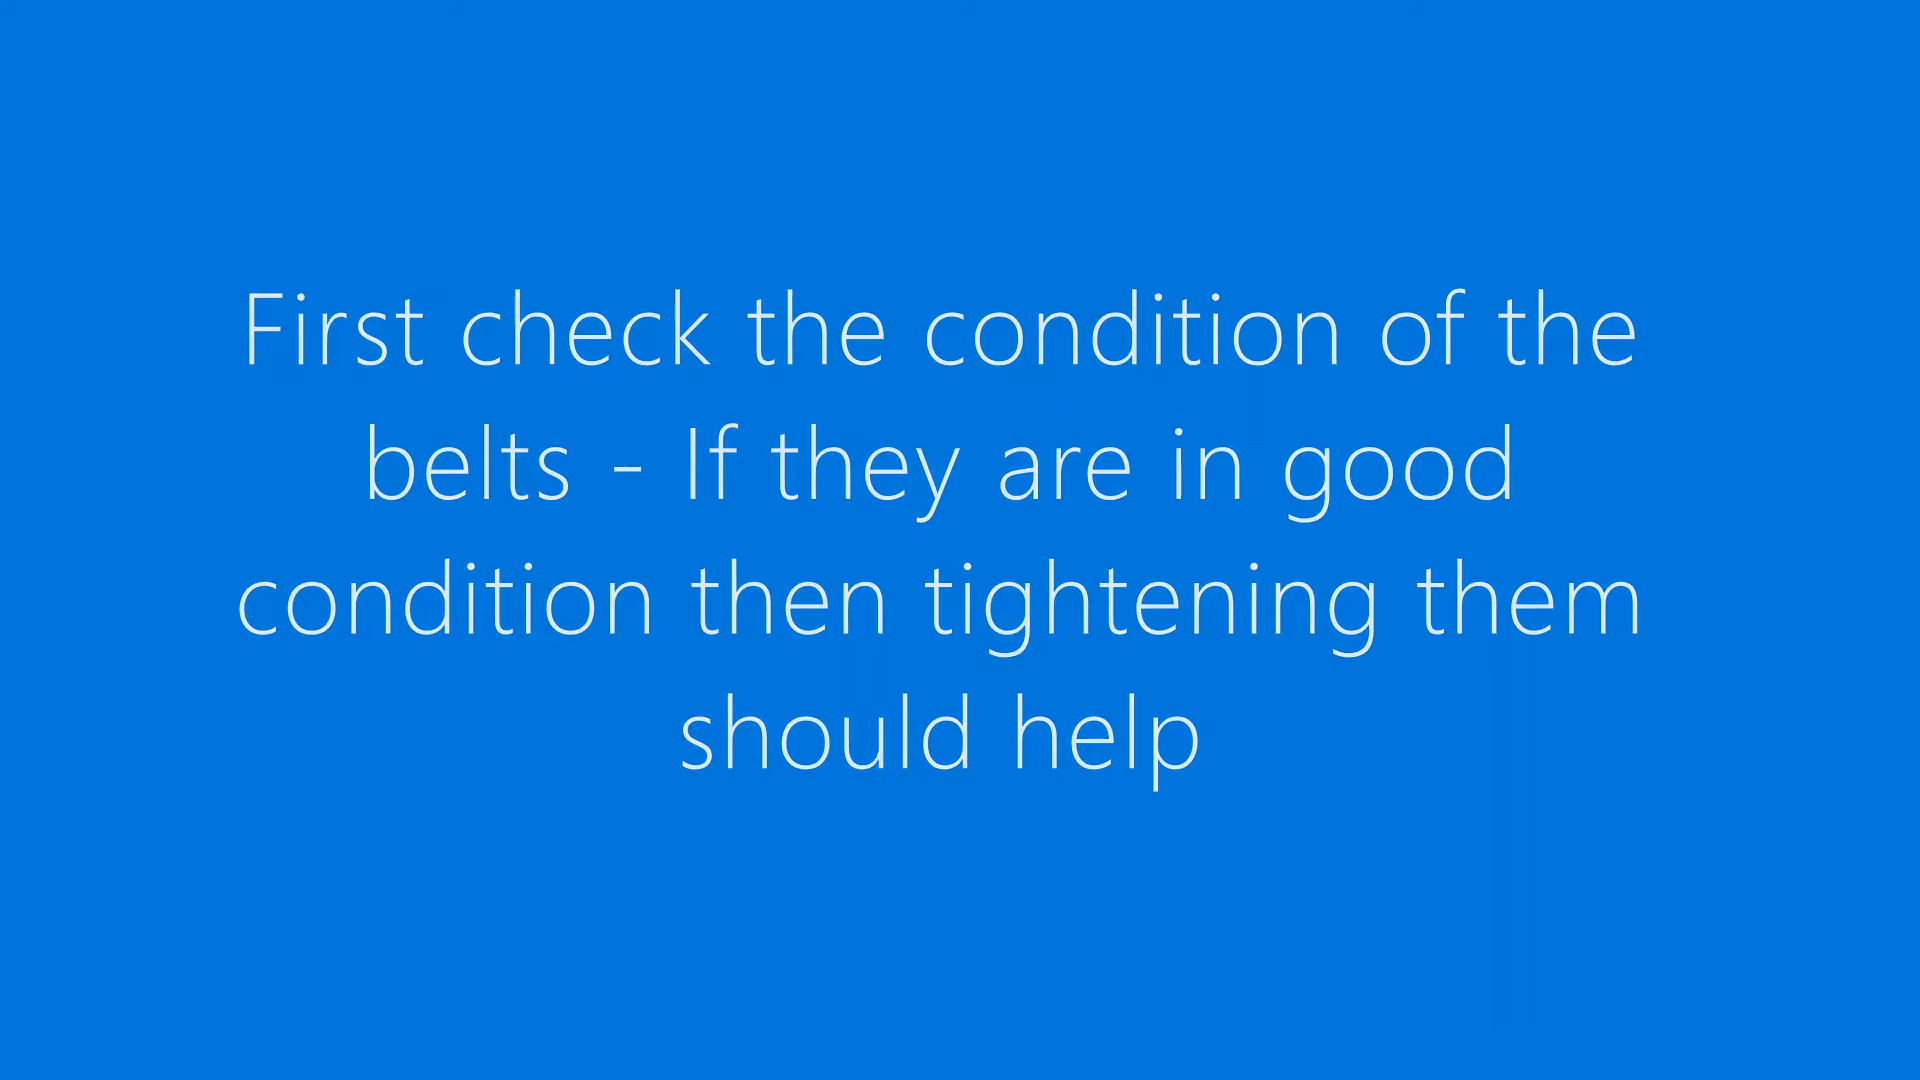 First check the condition of the
belts - If they are in good
condition then tightening them
should help